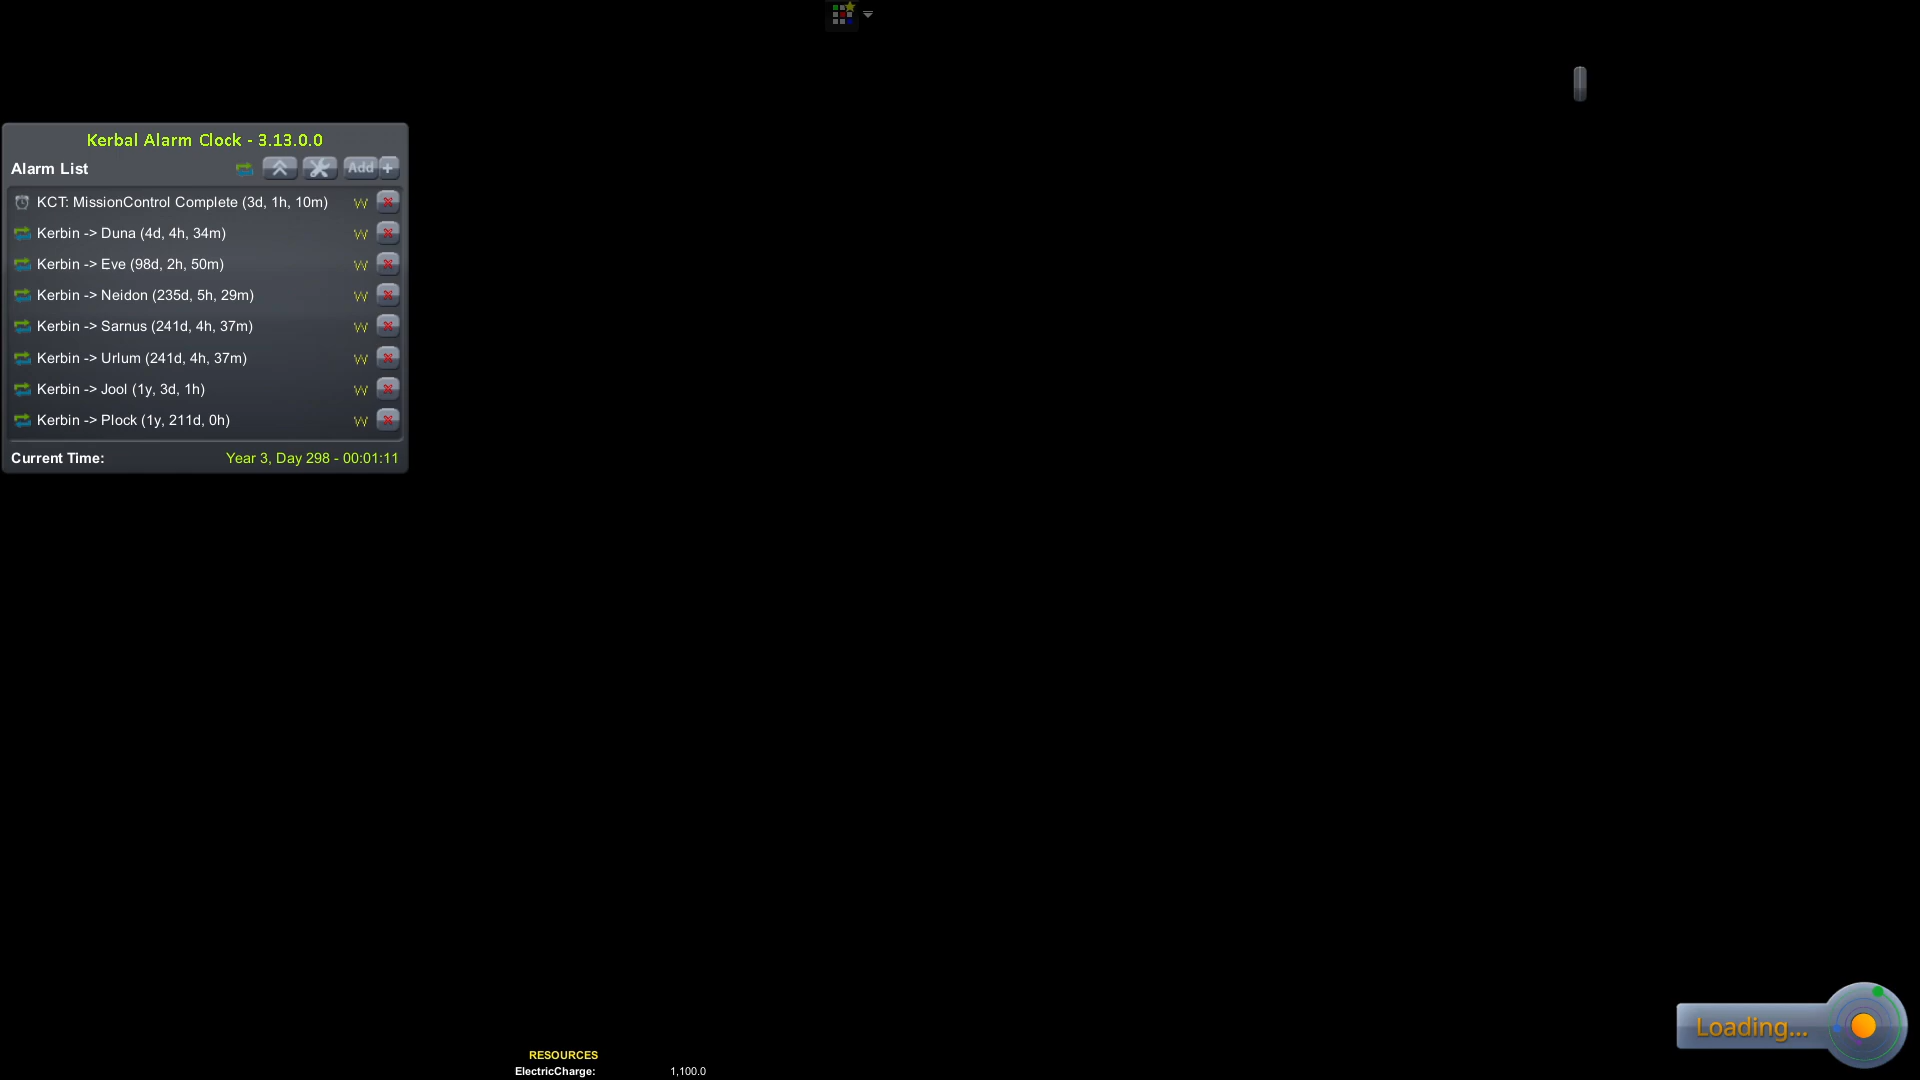 Kerbal Alarm Clock - 3.13.0.0
Alarm List
Add +
KCT: MissionControl Complete (3d, 1h, 10m) W
Kerbin -> Duna (4d, 4h, 34m) W
Kerbin -> Eve (98d, 2h, 50m) W
Kerbin -> Neidon (235d, 5h, 29m) W
Kerbin -> Sarnus (241d, 4h, 37m) W
Kerbin -> Urlum (241d, 4h, 37m) W
Kerbin -> Jool (1y, 3d, 1h) W
Kerbin -> Plock (1y, 211d, 0h) W
Current Time: Year 3, Day 298 - 00:01:11
Loading...
RESOURCES
ElectricCharge: 1,100.0